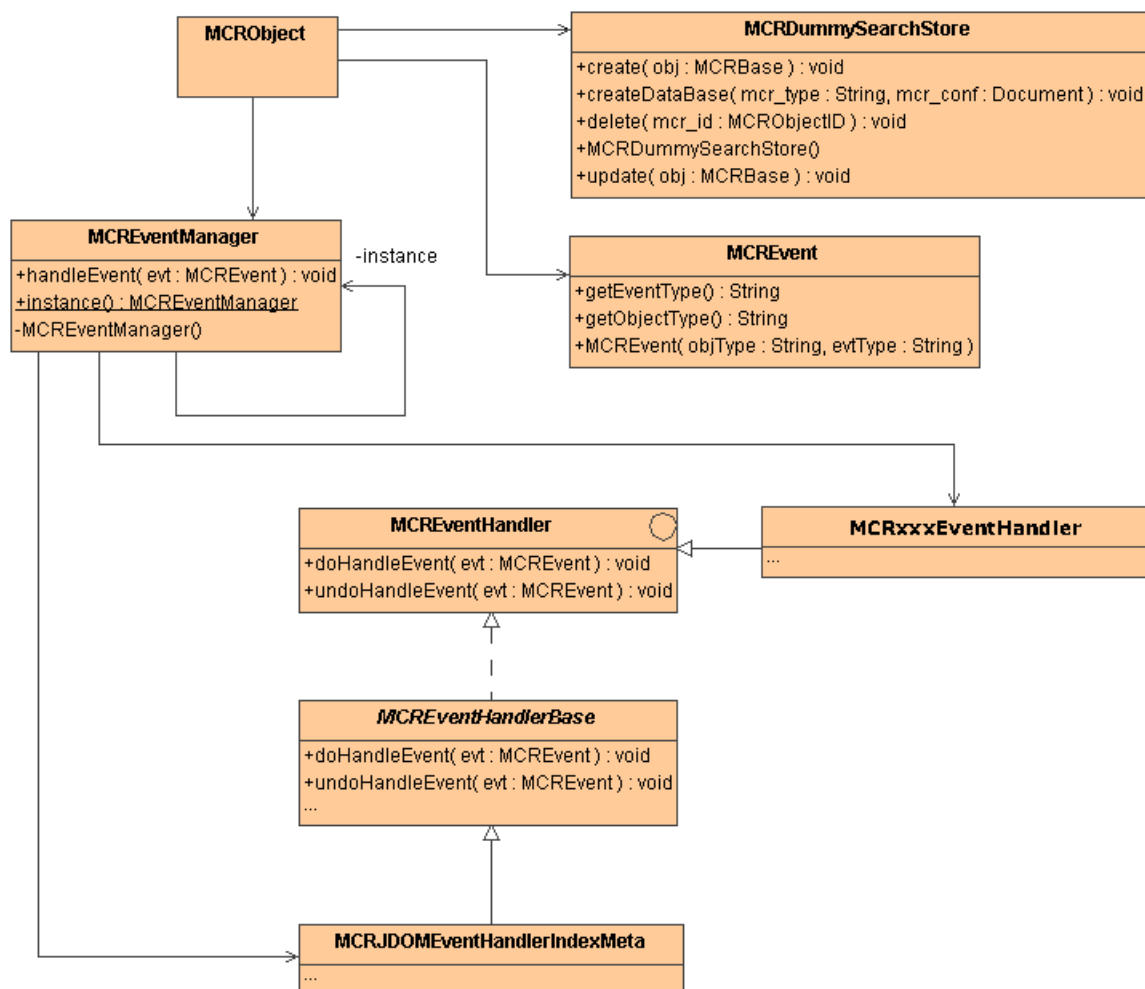 MCRObject
MCRDummySearchStore
+create( obj : MCRBase ) : void
+createDataBase( mcr_type : String, mcr_conf : Document ) : void
+delete( mcr_id : MCRObjectID ) : void
+MCRDummySearchStore()
+update( obj : MCRBase ) : void
MCREventManager
+handleEvent( evt : MCREvent ) : void
+instance() : MCREventManager
-MCREventManager()
-instance
MCREvent
+getEventType() : String
+getObjectType() : String
+MCREvent( objType : String, evtType : String )
MCREventHandler
+doHandleEvent( evt : MCREvent ) : void
+undoHandleEvent( evt : MCREvent ) : void
MCRxxxEventHandler
...
MCREventHandlerBase
+doHandleEvent( evt : MCREvent ) : void
+undoHandleEvent( evt : MCREvent ) : void
...
MCRJDOMEventHandlerIndexMeta
...